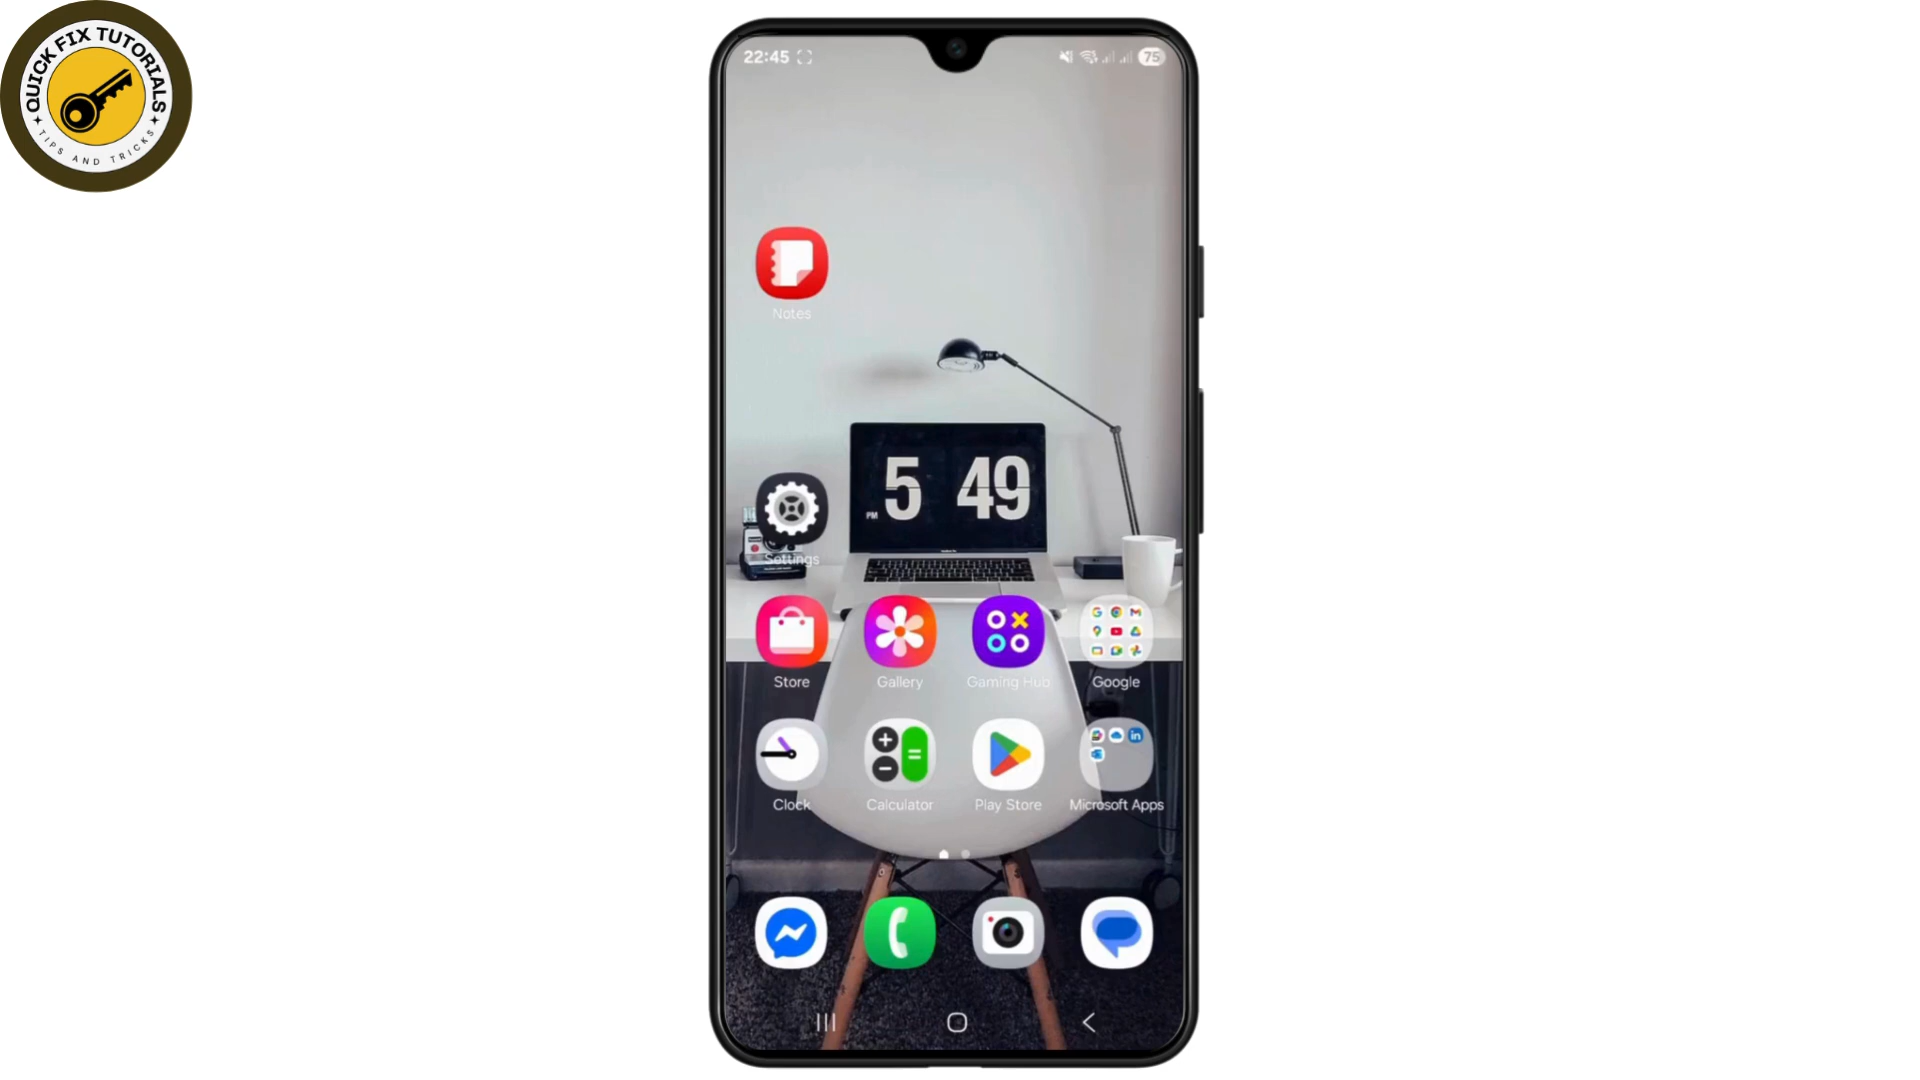 QUICK FIX TUTORIALS
TIPS AND TRICKS
22:45
75
Notes
5 49
PM
Settings
Store
Gallery
Gaming Hub
Google
Clock
Calculator
Play Store
Microsoft Apps